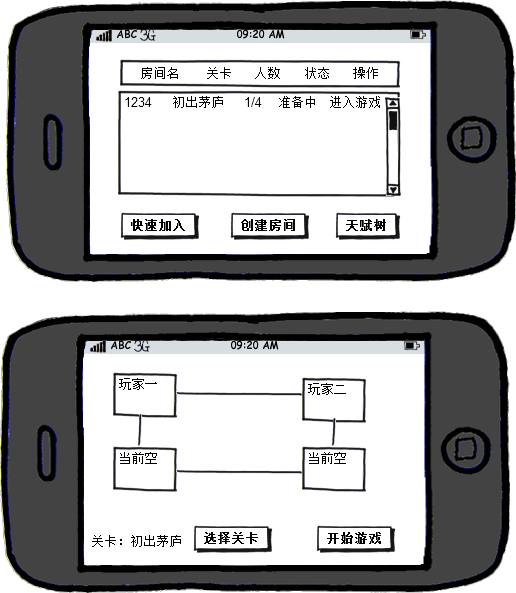 ABC 3G 09:20 AM
房间名 关卡 人数 状态 操作
1234 初出茅庐 1/4 准备中 进入游戏
快速加入 创建房间 天赋树
ABC 3G 09:20 AM
玩家一 玩家二
当前空 当前空
关卡：初出茅庐 选择关卡 开始游戏